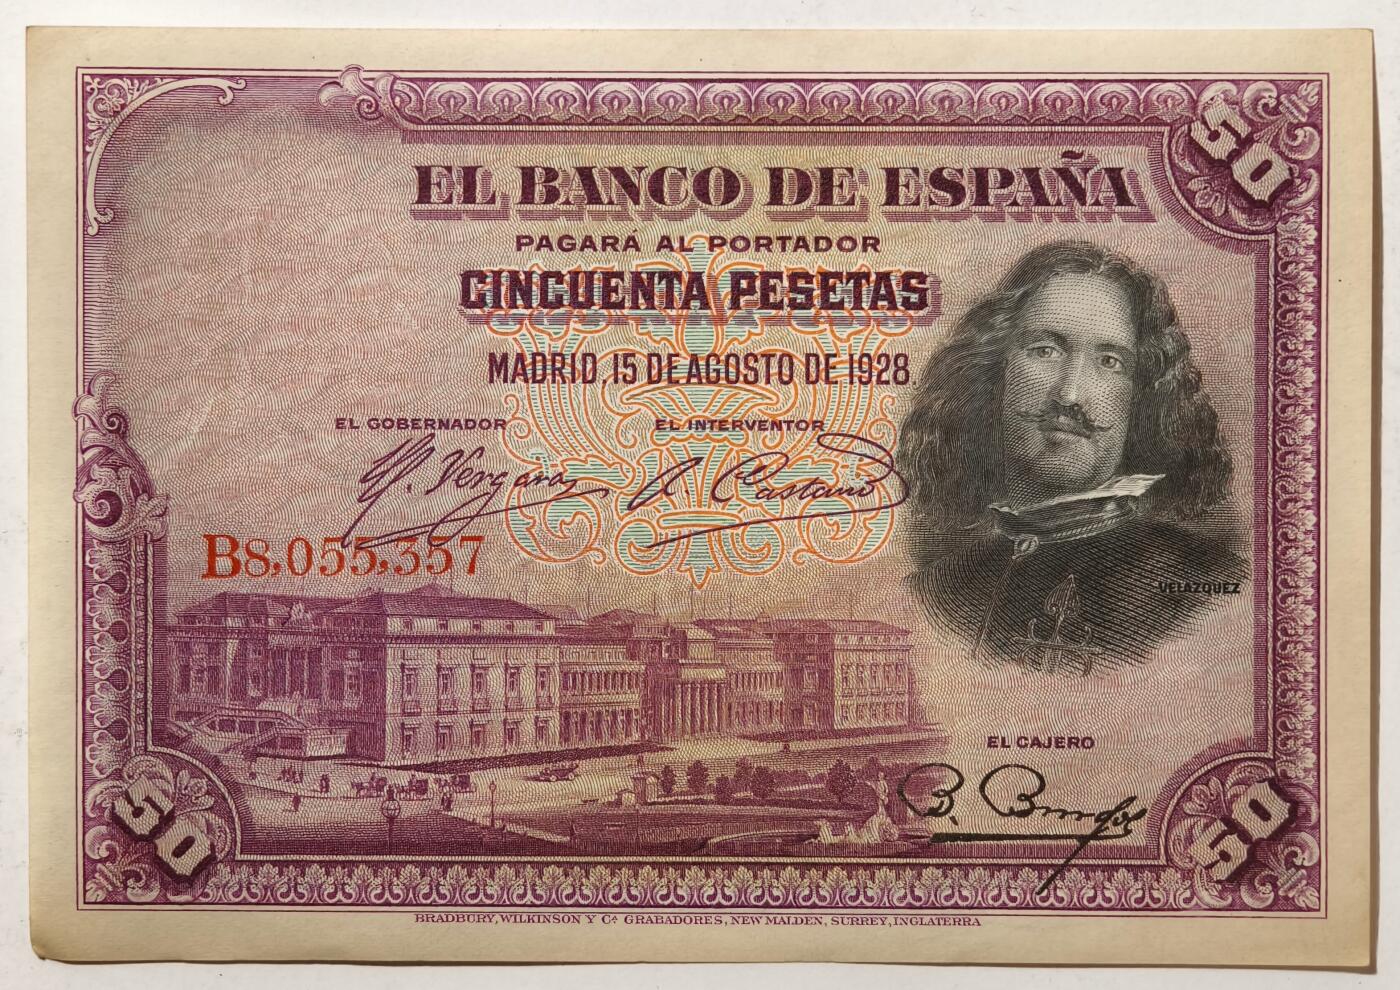 50
EL BANCO DE ESPAÑA
PAGARÁ AL PORTADOR
CINCUENTA PESETAS
MADRID, 15 DE AGOSTO DE 1928.
EL GOBERNADOR
EL INTERVENTOR
B8,055,357
VELAZQUEZ
EL CAJERO
50
50
BRADBURY, WILKINSON Y Cª GRABADORES, NEW MALDEN, SURREY, INGLATERRA